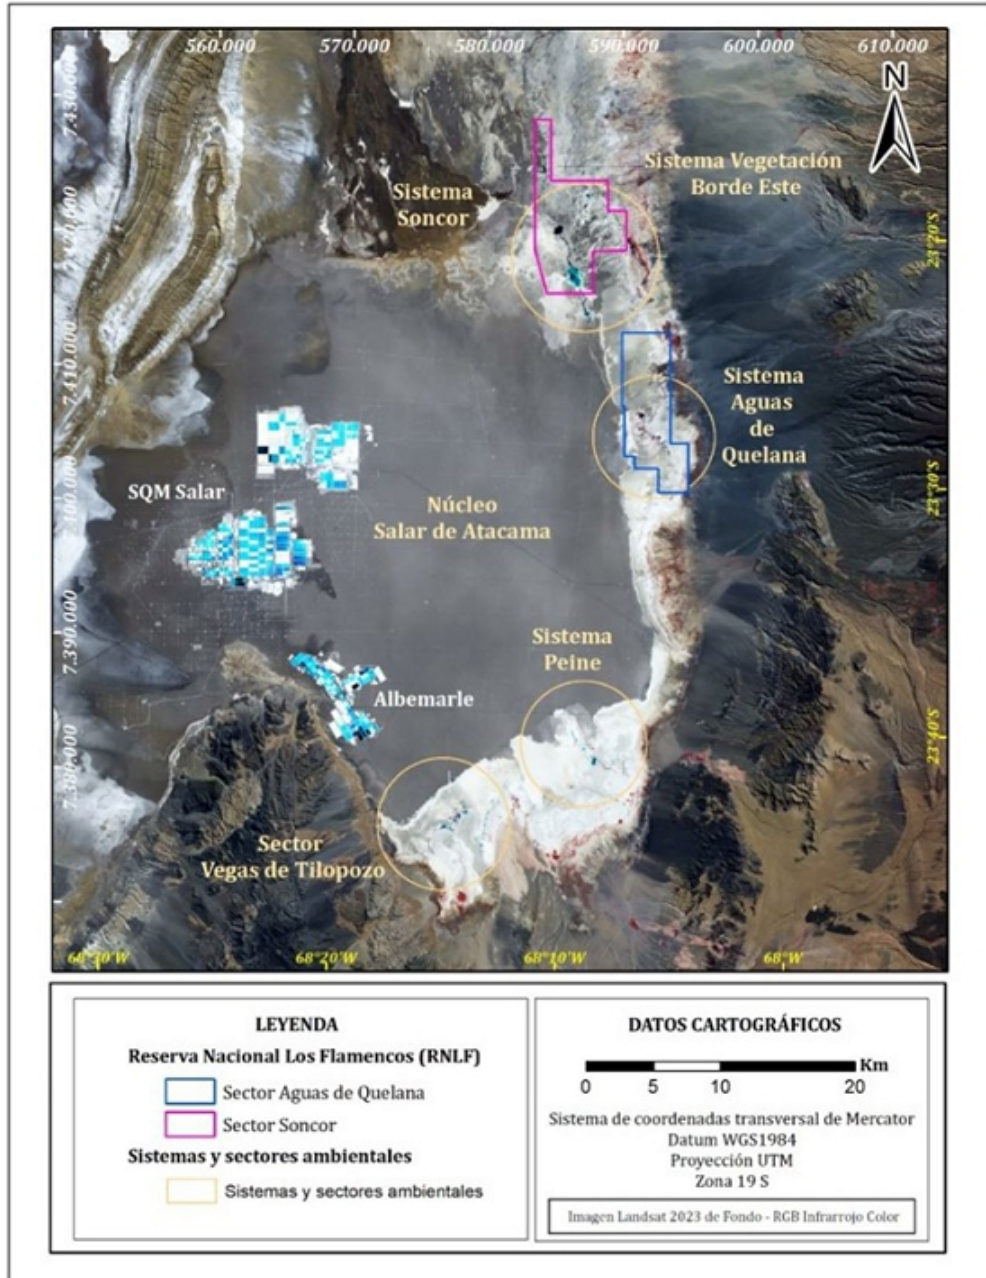 560.000 570.000 580.000 590.000 600.000 610.000
N
7.430.000
Sistema Vegetación
Borde Este
Sistema
Soncor
23°20'S
7.410.000
Sistema
Aguas
de
Quelana
SQM Salar
Núcleo
Salar de Atacama
23°30'S
7.390.000
Sistema
Peine
Albemarle
23°40'S
7.380.000
Sector
Vegas de Tilopozo
68°20'W 68°10'W 68°W
LEYENDA
Reserva Nacional Los Flamencos (RNLF)
Sector Aguas de Quelana
Sector Soncor
Sistemas y sectores ambientales
Sistemas y sectores ambientales
DATOS CARTOGRÁFICOS
Km
0 5 10 20
Sistema de coordenadas transversal de Mercator
Datum WGS1984
Proyección UTM
Zona 19 S
Imagen Landsat 2023 de Fondo - RGB Infrarrojo Color